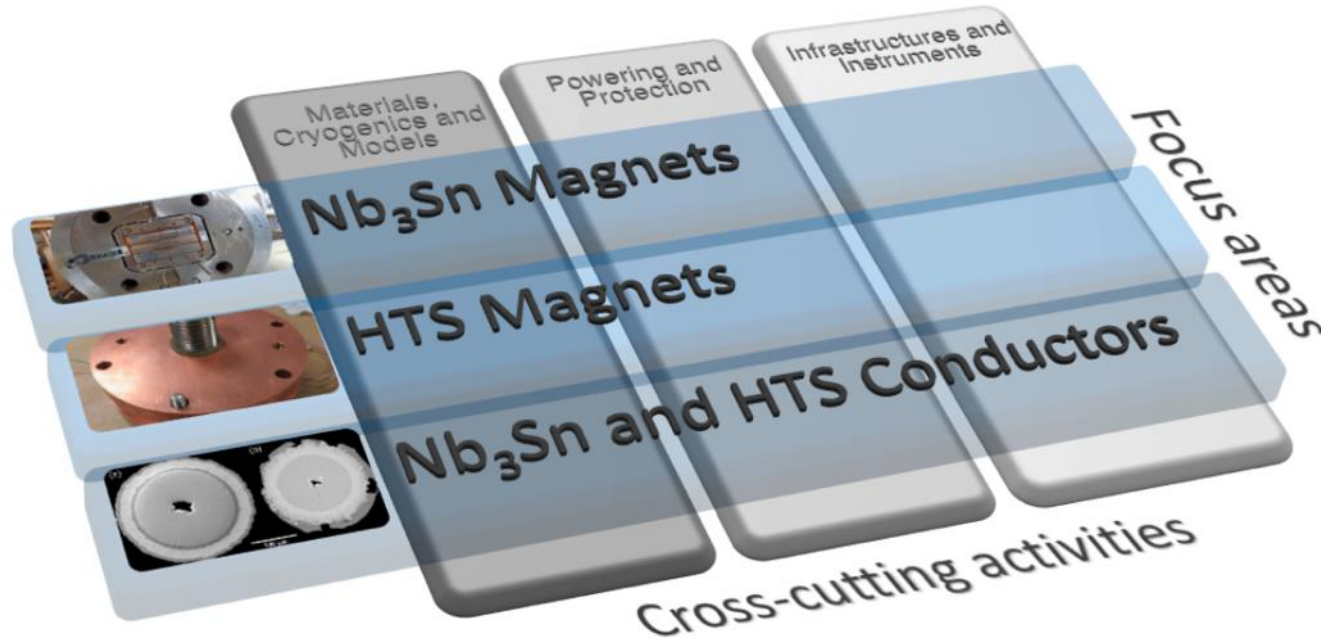 Materials,
Cryogenics and
Models
Powering and
Protection
Infrastructures and
Instruments
Nb₃Sn Magnets
HTS Magnets
Nb₃Sn and HTS Conductors
Focus areas
Cross-cutting activities
(a)
(b)